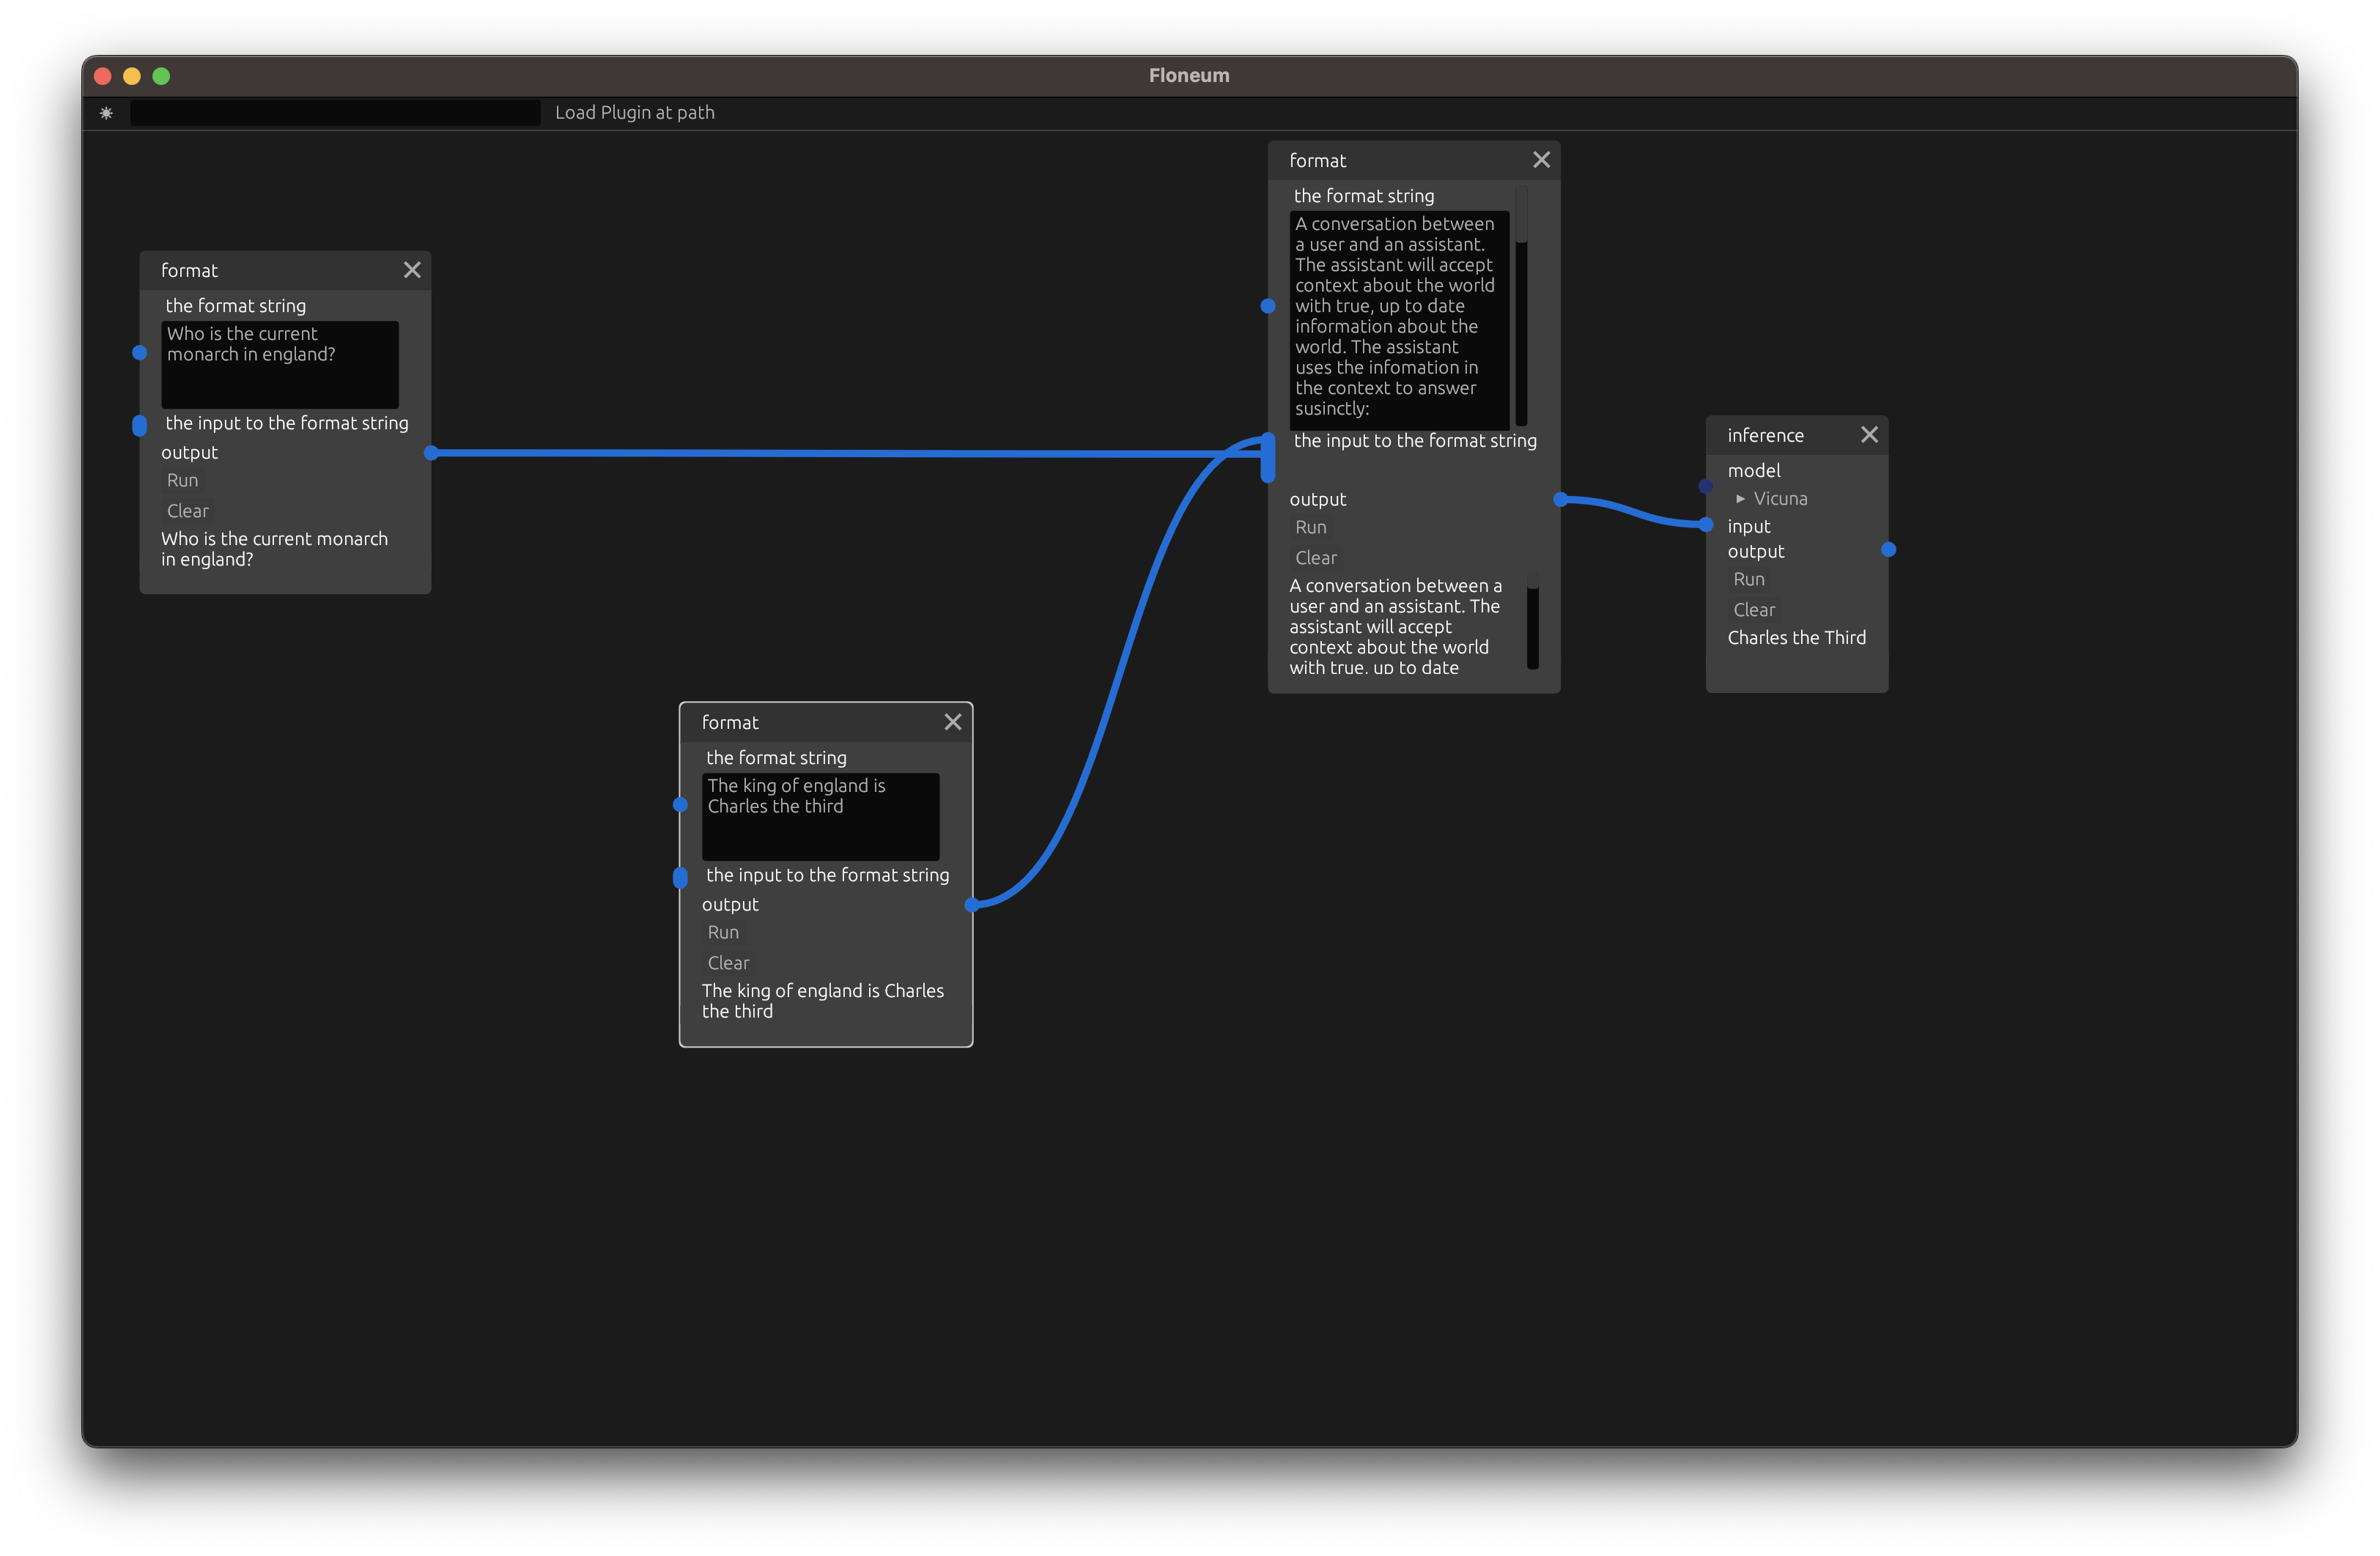 Floneum
Load Plugin at path
format
the format string
Who is the current
monarch in england?
the input to the format string
output
Run
Clear
Who is the current monarch
in england?
format
the format string
The king of england is
Charles the third
the input to the format string
output
Run
Clear
The king of england is Charles
the third
format
the format string
A conversation between
a user and an assistant.
The assistant will accept
context about the world
with true, up to date
information about the
world. The assistant
uses the infomation in
the context to answer
susinctly:
the input to the format string
output
Run
Clear
A conversation between a
user and an assistant. The
assistant will accept
context about the world
with true, up to date
inference
model
Vicuna
input
output
Run
Clear
Charles the Third